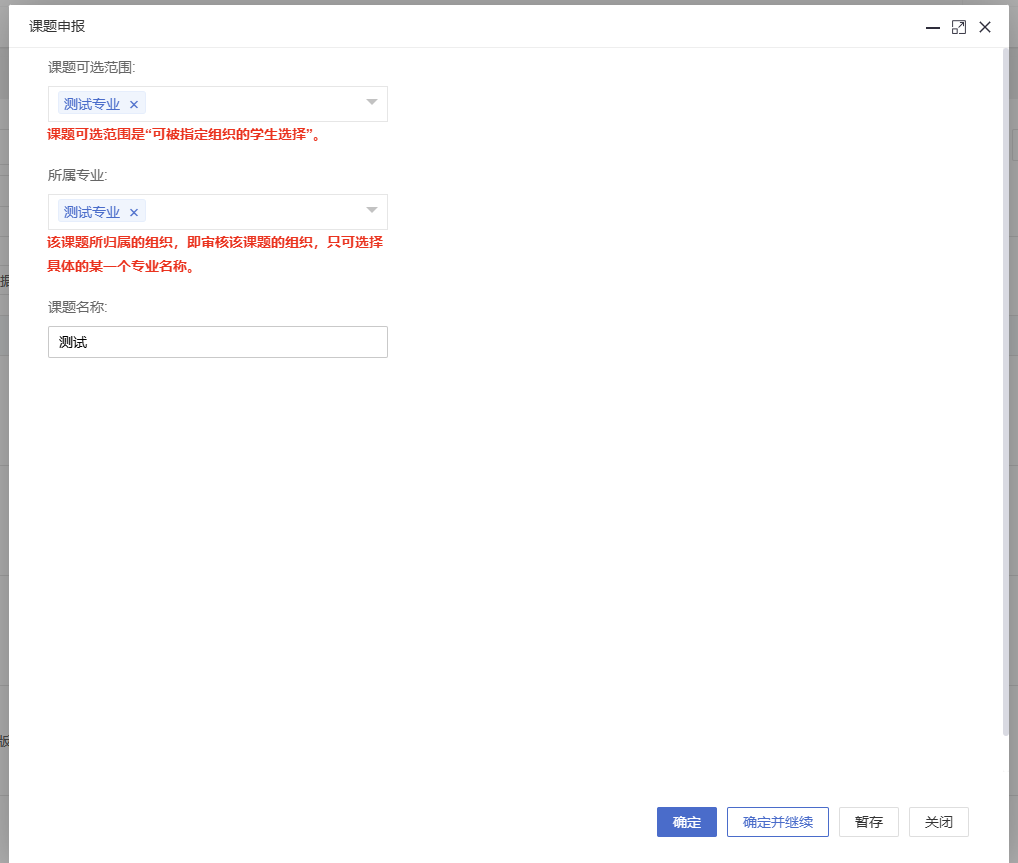 课题申报
课题可选范围:
测试专业 ×
课题可选范围是“可被指定组织的学生选择”。
所属专业:
测试专业 ×
该课题所归属的组织，即审核该课题的组织，只可选择
具体的某一个专业名称。
据
课题名称:
测试
版
确定 确定并继续 暂存 关闭